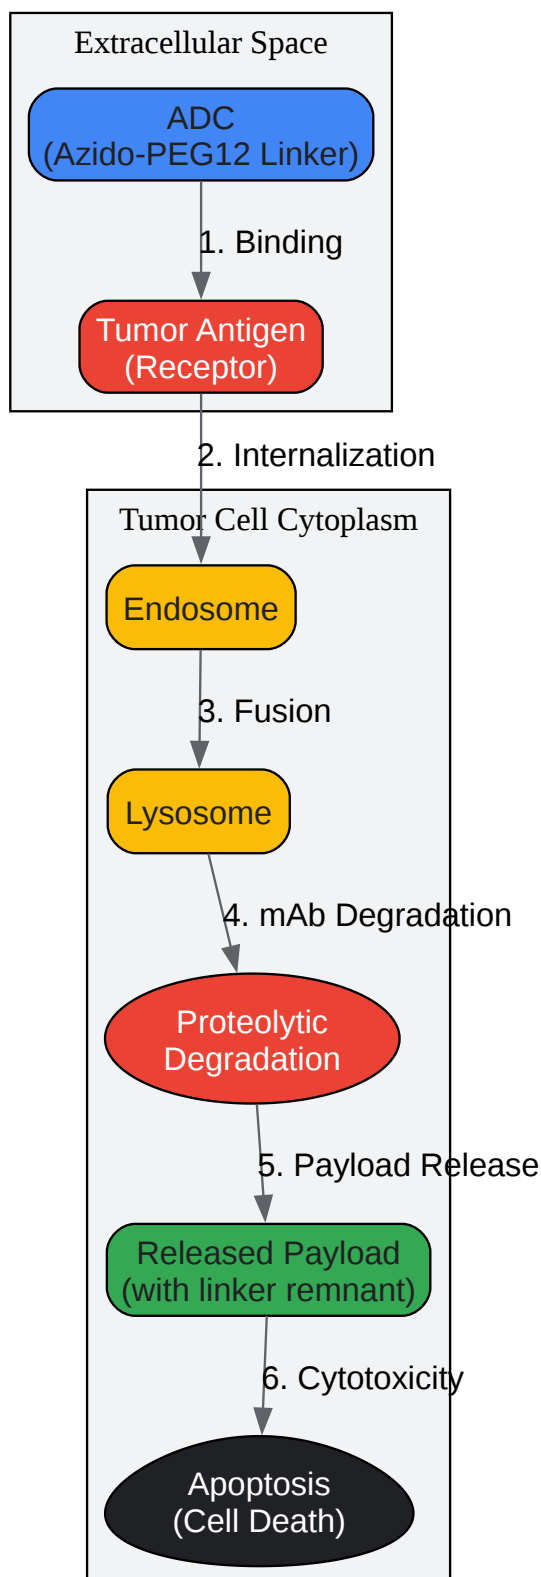 Extracellular Space
ADC
(Azido-PEG12 Linker)
1. Binding
Tumor Antigen
(Receptor)
2. Internalization
Tumor Cell Cytoplasm
Endosome
3. Fusion
Lysosome
4. mAb Degradation
Proteolytic
Degradation
5. Payload Release
Released Payload
(with linker remnant)
6. Cytotoxicity
Apoptosis
(Cell Death)